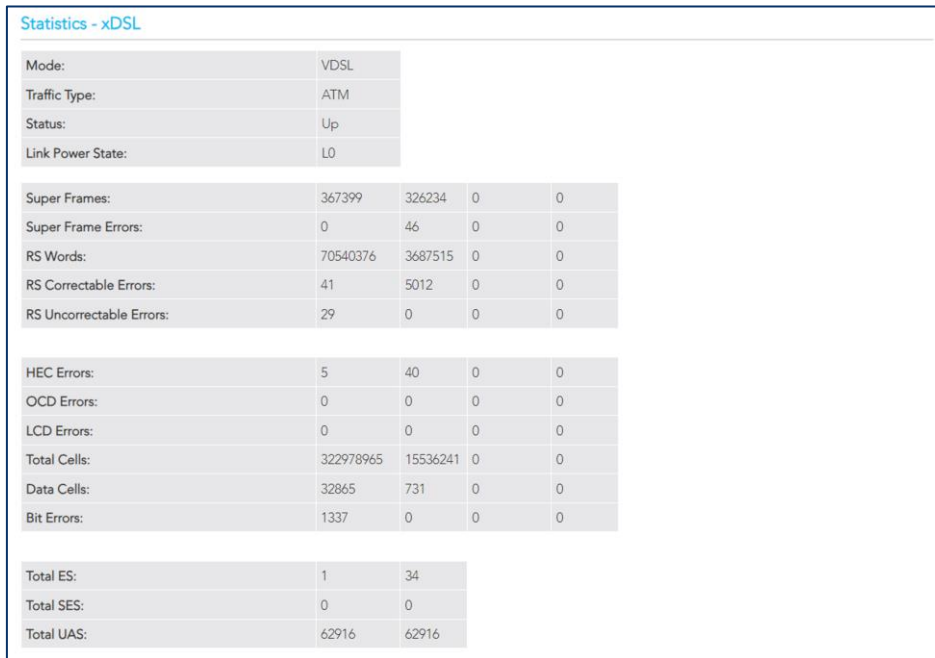 Statistics - xDSL
Mode: VDSL
Traffic Type: ATM
Status: Up
Link Power State: L0
Super Frames: 367399 326234 0 0
Super Frame Errors: 0 46 0 0
RS Words: 70540376 3687515 0 0
RS Correctable Errors: 41 5012 0 0
RS Uncorrectable Errors: 29 0 0 0
HEC Errors: 5 40 0 0
OCD Errors: 0 0 0 0
LCD Errors: 0 0 0 0
Total Cells: 322978965 15536241 0 0
Data Cells: 32865 731 0 0
Bit Errors: 1337 0 0 0
Total ES: 1 34
Total SES: 0 0
Total UAS: 62916 62916